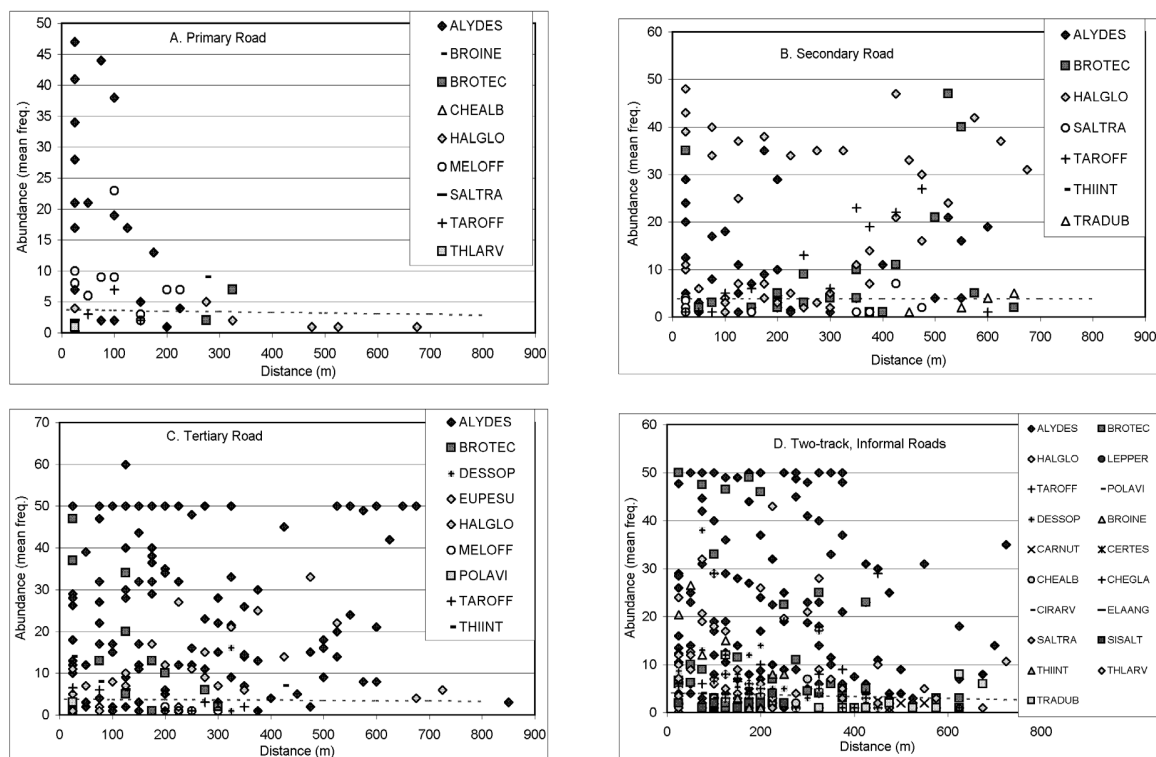 A. Primary Road
Abundance (mean freq.)
50
45
40
35
30
25
20
15
10
5
0
0 100 200 300 400 500 600 700 800 900
Distance (m)
ALYDES
BROINE
BROTEC
CHEALB
HALGLO
MELOFF
SALTRA
TAROFF
THLARV
B. Secondary Road
Abundance (mean freq.)
60
50
40
30
20
10
0
0 100 200 300 400 500 600 700 800 900
Distance (m)
ALYDES
BROTEC
HALGLO
SALTRA
TAROFF
THIINT
TRADUB
C. Tertiary Road
Abundance (mean freq.)
70
60
50
40
30
20
10
0
0 100 200 300 400 500 600 700 800 900
Distance (m)
ALYDES
BROTEC
DESSOP
EUPESU
HALGLO
MELOFF
POLAVI
TAROFF
THIINT
D. Two-track, Informal Roads
Abundance (mean freq.)
60
50
40
30
20
10
0
0 200 400 600 800
Distance (m)
ALYDES BROTEC
HALGLO LEPPER
TAROFF POLAVI
DESSOP BROINE
CARNUT CERTES
CHEALB CHEGLA
CIRARV ELAANG
SALTRA SISALT
THIINT THLARV
TRADUB